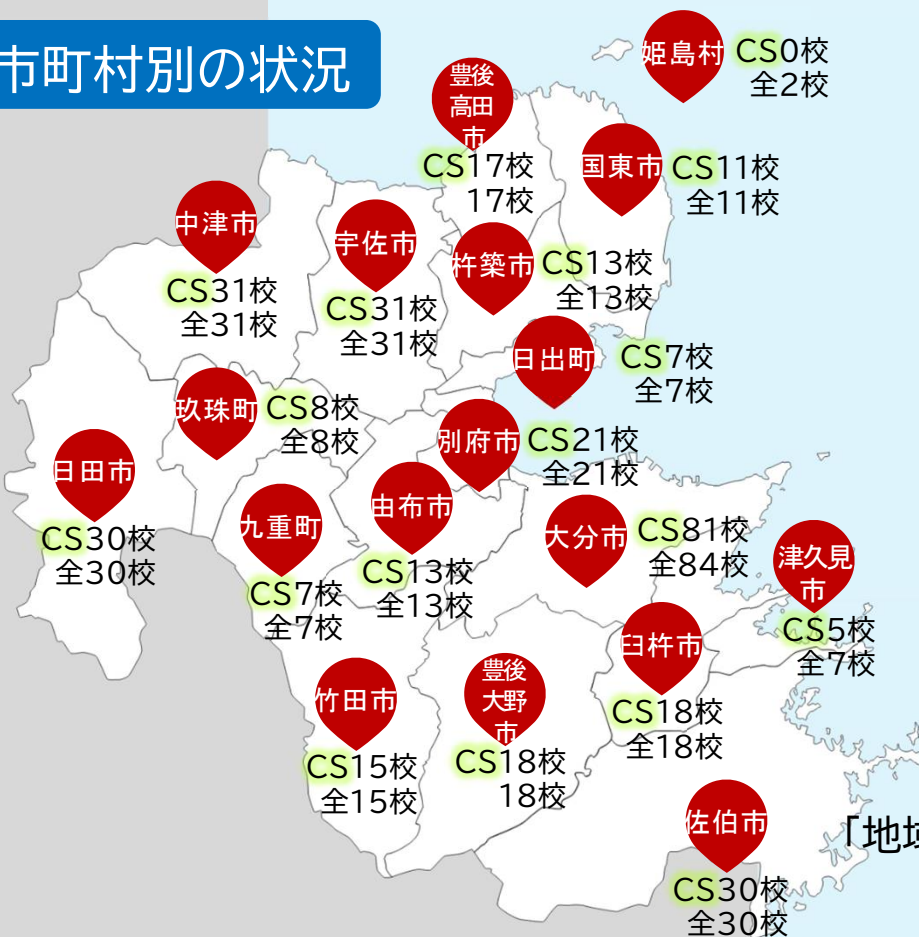 市町村別の状況
姫島村
CS0校
全2校
豊後
高田
市
CS17校
17校
国東市
CS11校
全11校
中津市
CS31校
全31校
宇佐市
CS31校
全31校
杵築市
CS13校
全13校
日出町
CS7校
全7校
玖珠町
CS8校
全8校
別府市
CS21校
全21校
日田市
CS30校
全30校
九重町
CS7校
全7校
由布市
CS13校
全13校
大分市
CS81校
全84校
津久見
市
CS5校
全7校
臼杵市
CS18校
全18校
竹田市
CS15校
全15校
豊後
大野
市
CS18校
18校
佐伯市
CS30校
全30校
「地域